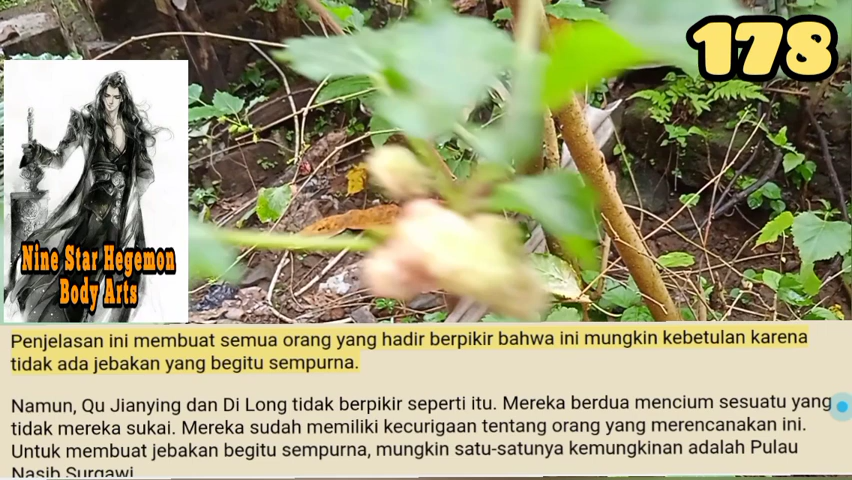 178
Nine Star Hegemon
Body Arts
Penjelasan ini membuat semua orang yang hadir berpikir bahwa ini mungkin kebetulan karena
tidak ada jebakan yang begitu sempurna.
Namun, Qu Jianying dan Di Long tidak berpikir seperti itu. Mereka berdua mencium sesuatu yang
tidak mereka sukai. Mereka sudah memiliki kecurigaan tentang orang yang merencanakan ini.
Untuk membuat jebakan begitu sempurna, mungkin satu-satunya kemungkinan adalah Pulau
Nasib Surgawi